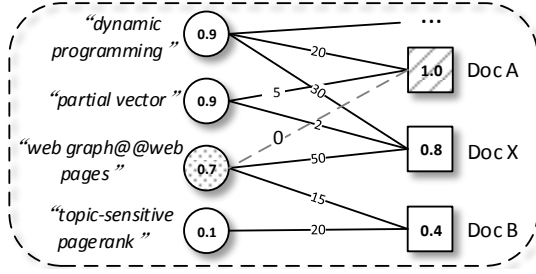 “dynamic
programming”
0.9
...
20
1.0
Doc A
“partial vector”
0.9
5
30
0
2
0.8
Doc X
“web graph@@web
pages”
0.7
50
15
“topic-sensitive
pagerank”
0.1
20
0.4
Doc B